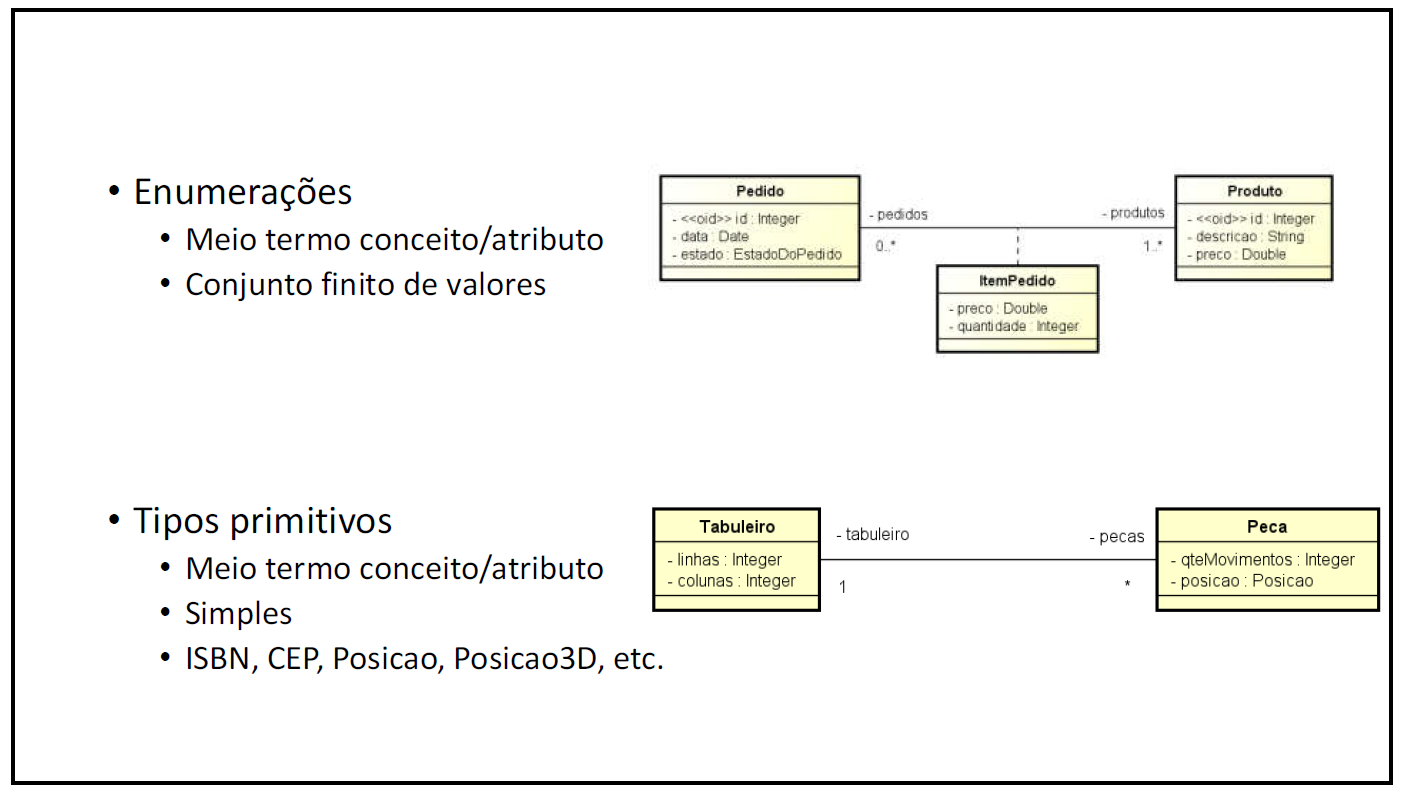 • Enumerações
• Meio termo conceito/atributo
• Conjunto finito de valores
Pedido
- <<oid>> id : Integer
- data : Date
- estado : EstadoDoPedido
- pedidos
0..*
- produtos
1..*
Produto
- <<oid>> id : Integer
- descricao : String
- preco : Double
ItemPedido
- preco : Double
- quantidade : Integer
• Tipos primitivos
• Meio termo conceito/atributo
• Simples
• ISBN, CEP, Posicao, Posicao3D, etc.
Tabuleiro
- linhas : Integer
- colunas : Integer
- tabuleiro
1
- pecas
*
Peca
- qteMovimentos : Integer
- posicao : Posicao